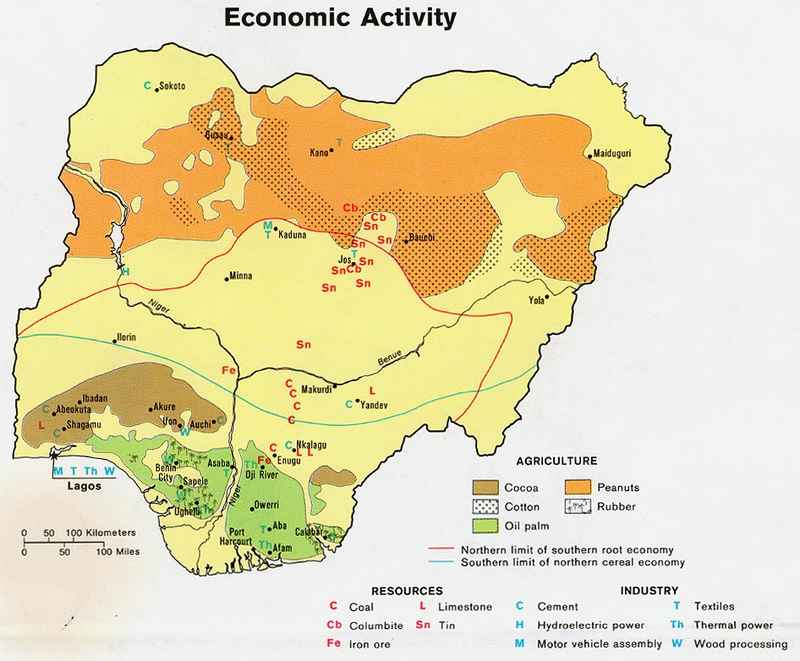 Economic Activity
C Sokoto
Gusau
T
Kano T
Maiduguri
Cb
Cb
Sn
Sn
Sn
M
T Kaduna
Bauchi
T
Jos Sn
Sn Cb
Sn
Sn
H
Minna
Niger
Yola
Ilorin
Sn
Benue
Fe
Makurdi
C
C
C
C
L
C Yandev
Ibadan
C Abeokuta
L
C Shagamu
Akure
Ufon
W
Auchi C
Nkalagu
C
L L
C
Fe Enugu
Th
Oji River
Asaba
T
W
Benin City
Sapele
W
Ughelli
Th
Niger
M T Th W
Lagos
Owerri
T Aba
Port Harcourt
Th Afam
Calabar
0 50 100 Kilometers
0 50 100 Miles
AGRICULTURE
Cocoa
Peanuts
Cotton
Rubber
Oil palm
Northern limit of southern root economy
Southern limit of northern cereal economy
RESOURCES
C Coal
L Limestone
Cb Columbite
Sn Tin
Fe Iron ore
INDUSTRY
C Cement
T Textiles
H Hydroelectric power
Th Thermal power
M Motor vehicle assembly
W Wood processing